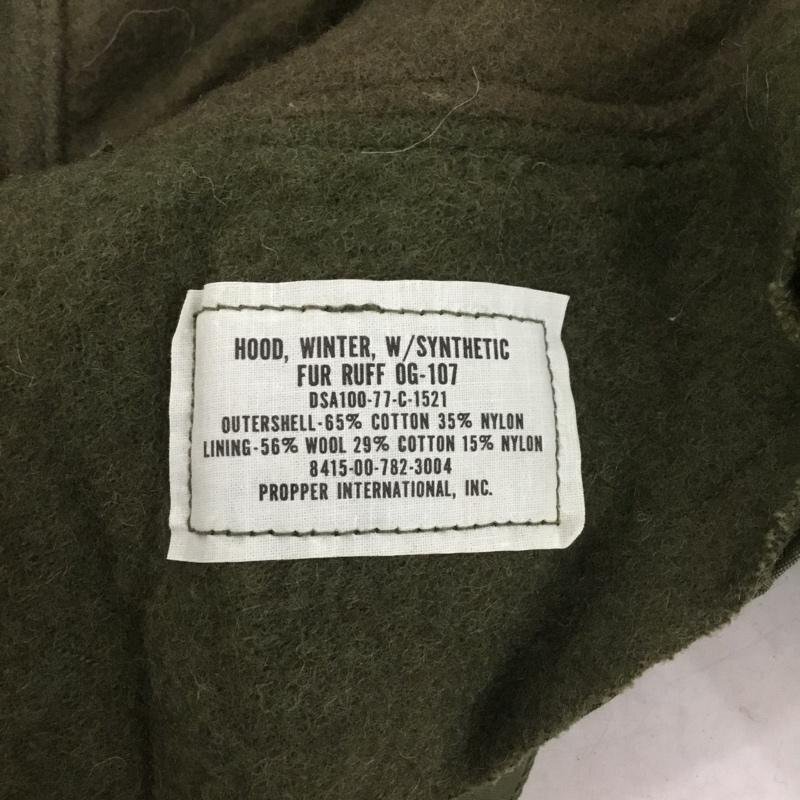 HOOD, WINTER, W/SYNTHETIC
FUR RUFF OG-107
DSA100-77-C-1521
OUTERSHELL-65% COTTON 35% NYLON
LINING-56% WOOL 29% COTTON 15% NYLON
8415-00-782-3004
PROPPER INTERNATIONAL, INC.